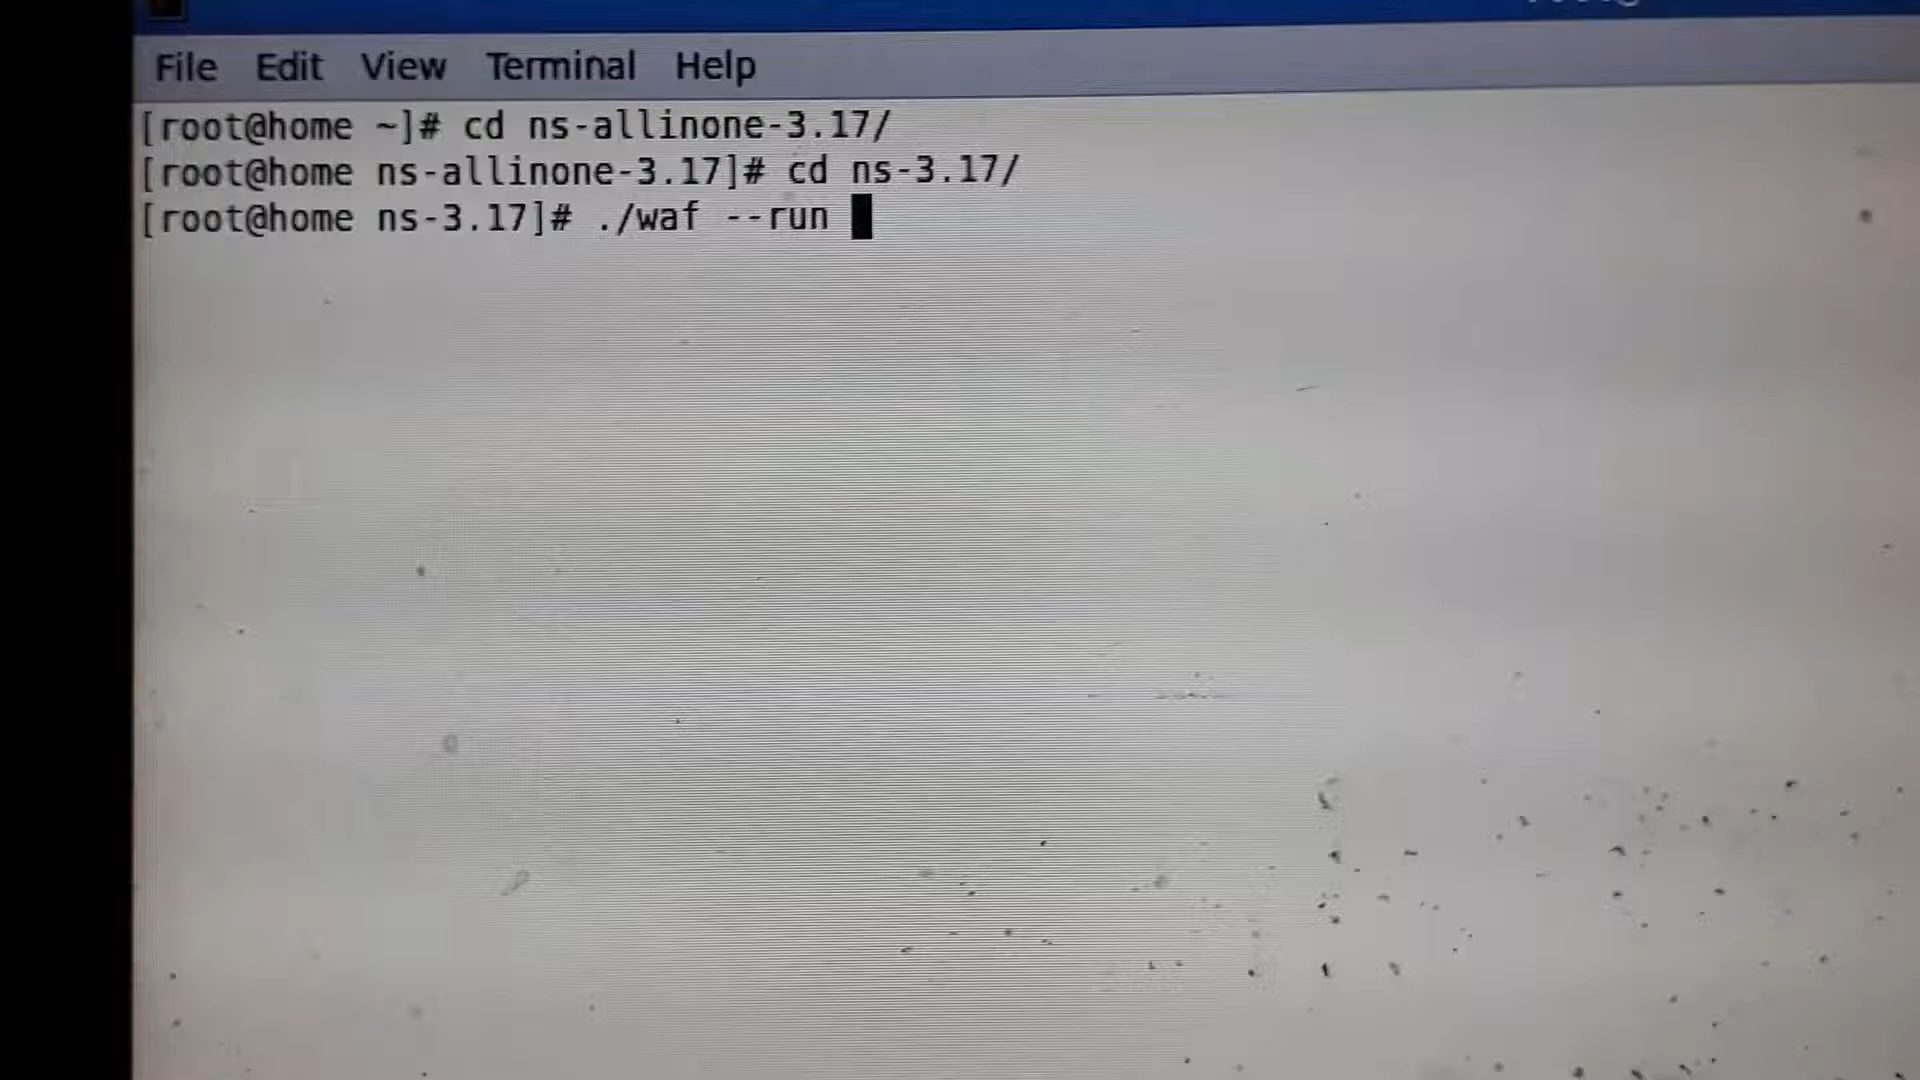 File Edit View Terminal Help
[root@home ~]# cd ns-allinone-3.17/
[root@home ns-allinone-3.17]# cd ns-3.17/
[root@home ns-3.17]# ./waf --run